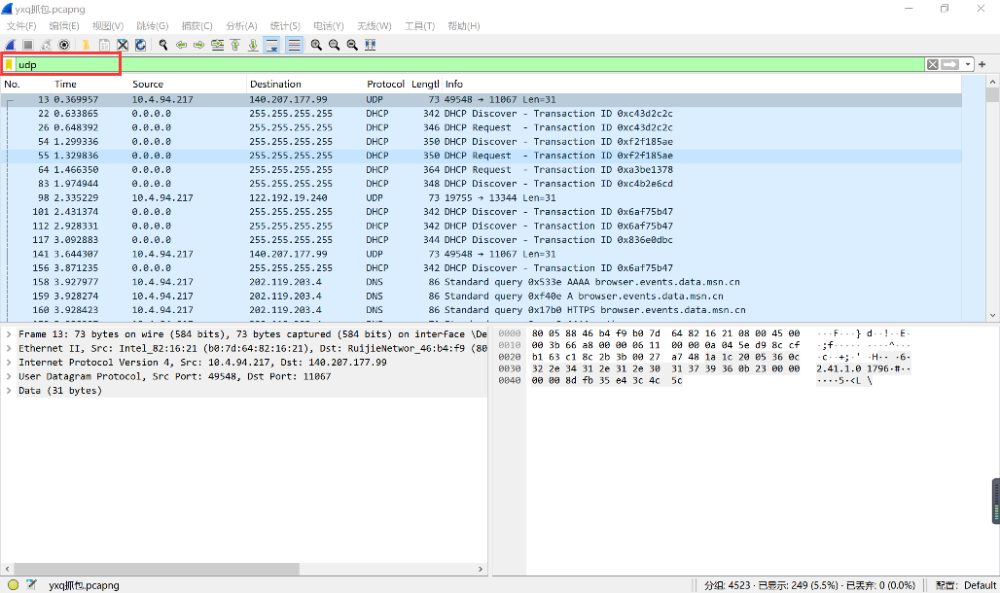 yxq抓包.pcapng
文件(F) 编辑(E) 视图(V) 跳转(G) 捕获(C) 分析(A) 统计(S) 电话(Y) 无线(W) 工具(T) 帮助(H)
udp
No. Time Source Destination Protocol Lengtl Info
13 0.369957 10.4.94.217 140.207.177.99 UDP 73 49548 → 11067 Len=31
22 0.633865 0.0.0.0 255.255.255.255 DHCP 342 DHCP Discover - Transaction ID 0xc43d2c2c
26 0.648392 0.0.0.0 255.255.255.255 DHCP 346 DHCP Request - Transaction ID 0xc43d2c2c
54 1.299336 0.0.0.0 255.255.255.255 DHCP 350 DHCP Discover - Transaction ID 0xf2f185ae
55 1.329836 0.0.0.0 255.255.255.255 DHCP 350 DHCP Request - Transaction ID 0xf2f185ae
64 1.466350 0.0.0.0 255.255.255.255 DHCP 364 DHCP Request - Transaction ID 0xa3be1378
83 1.974944 0.0.0.0 255.255.255.255 DHCP 348 DHCP Discover - Transaction ID 0xc4b2e6cd
98 2.335229 10.4.94.217 122.192.19.240 UDP 73 19755 → 13344 Len=31
101 2.431374 0.0.0.0 255.255.255.255 DHCP 342 DHCP Discover - Transaction ID 0x6af75b47
112 2.928331 0.0.0.0 255.255.255.255 DHCP 342 DHCP Discover - Transaction ID 0x6af75b47
117 3.092883 0.0.0.0 255.255.255.255 DHCP 344 DHCP Discover - Transaction ID 0x836e0dbc
141 3.644307 10.4.94.217 140.207.177.99 UDP 73 49548 → 11067 Len=31
156 3.871235 0.0.0.0 255.255.255.255 DHCP 342 DHCP Discover - Transaction ID 0x6af75b47
158 3.927977 10.4.94.217 202.119.203.4 DNS 86 Standard query 0x533e AAAA browser.events.data.msn.cn
159 3.928274 10.4.94.217 202.119.203.4 DNS 86 Standard query 0xf40e A browser.events.data.msn.cn
160 3.928423 10.4.94.217 202.119.203.4 DNS 86 Standard query 0x17b0 HTTPS browser.events.data.msn.cn
Frame 13: 73 bytes on wire (584 bits), 73 bytes captured (584 bits) on interface \De
Ethernet II, Src: Intel_82:16:21 (b0:7d:64:82:16:21), Dst: RuijieNetwor_46:b4:f9 (80
Internet Protocol Version 4, Src: 10.4.94.217, Dst: 140.207.177.99
User Datagram Protocol, Src Port: 49548, Dst Port: 11067
Data (31 bytes)
0000 80 05 88 46 b4 f9 b0 7d 64 82 16 21 08 00 45 00 ···F···} d··!··E·
0010 00 3b 66 a8 00 00 06 11 00 00 0a 04 5e d9 8c cf ·;f····· ····^···
0020 b1 63 c1 8c 2b 3b 00 27 a7 48 1a 1c 20 05 36 0c ·c··+;·' ·H·· ·6·
0030 32 2e 34 31 2e 31 2e 30 31 37 39 36 0b 23 00 00 2.41.1.0 1796·#··
0040 00 00 8d fb 35 e4 3c 4c 5c ····5·<L \
yxq抓包.pcapng
分组: 4523 · 已显示: 249 (5.5%) · 已丢弃: 0 (0.0%)
配置: Default